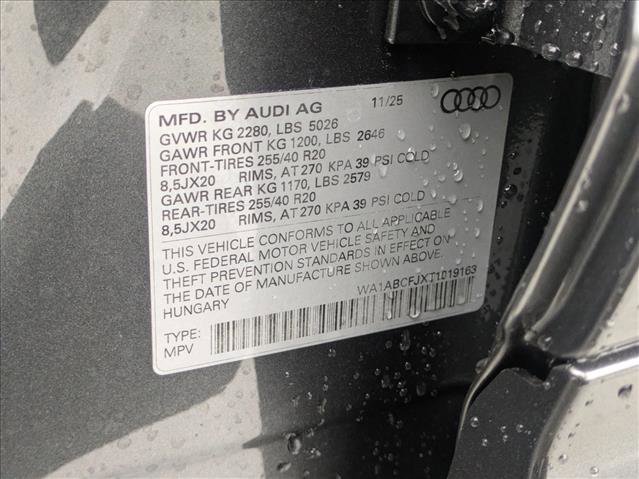 MFD. BY AUDI AG 11/25
GVWR KG 2280, LBS 5026
GAWR FRONT KG 1200, LBS 2646
FRONT-TIRES 255/40 R20
8,5JX20 RIMS, AT 270 KPA 39 PSI COLD
GAWR REAR KG 1170, LBS 2579
REAR-TIRES 255/40 R20
8,5JX20 RIMS, AT 270 KPA 39 PSI COLD
THIS VEHICLE CONFORMS TO ALL APPLICABLE
U.S. FEDERAL MOTOR VEHICLE SAFETY AND
THEFT PREVENTION STANDARDS IN EFFECT ON
THE DATE OF MANUFACTURE SHOWN ABOVE.
HUNGARY WA1ABCFJXT1019163
TYPE:
MPV